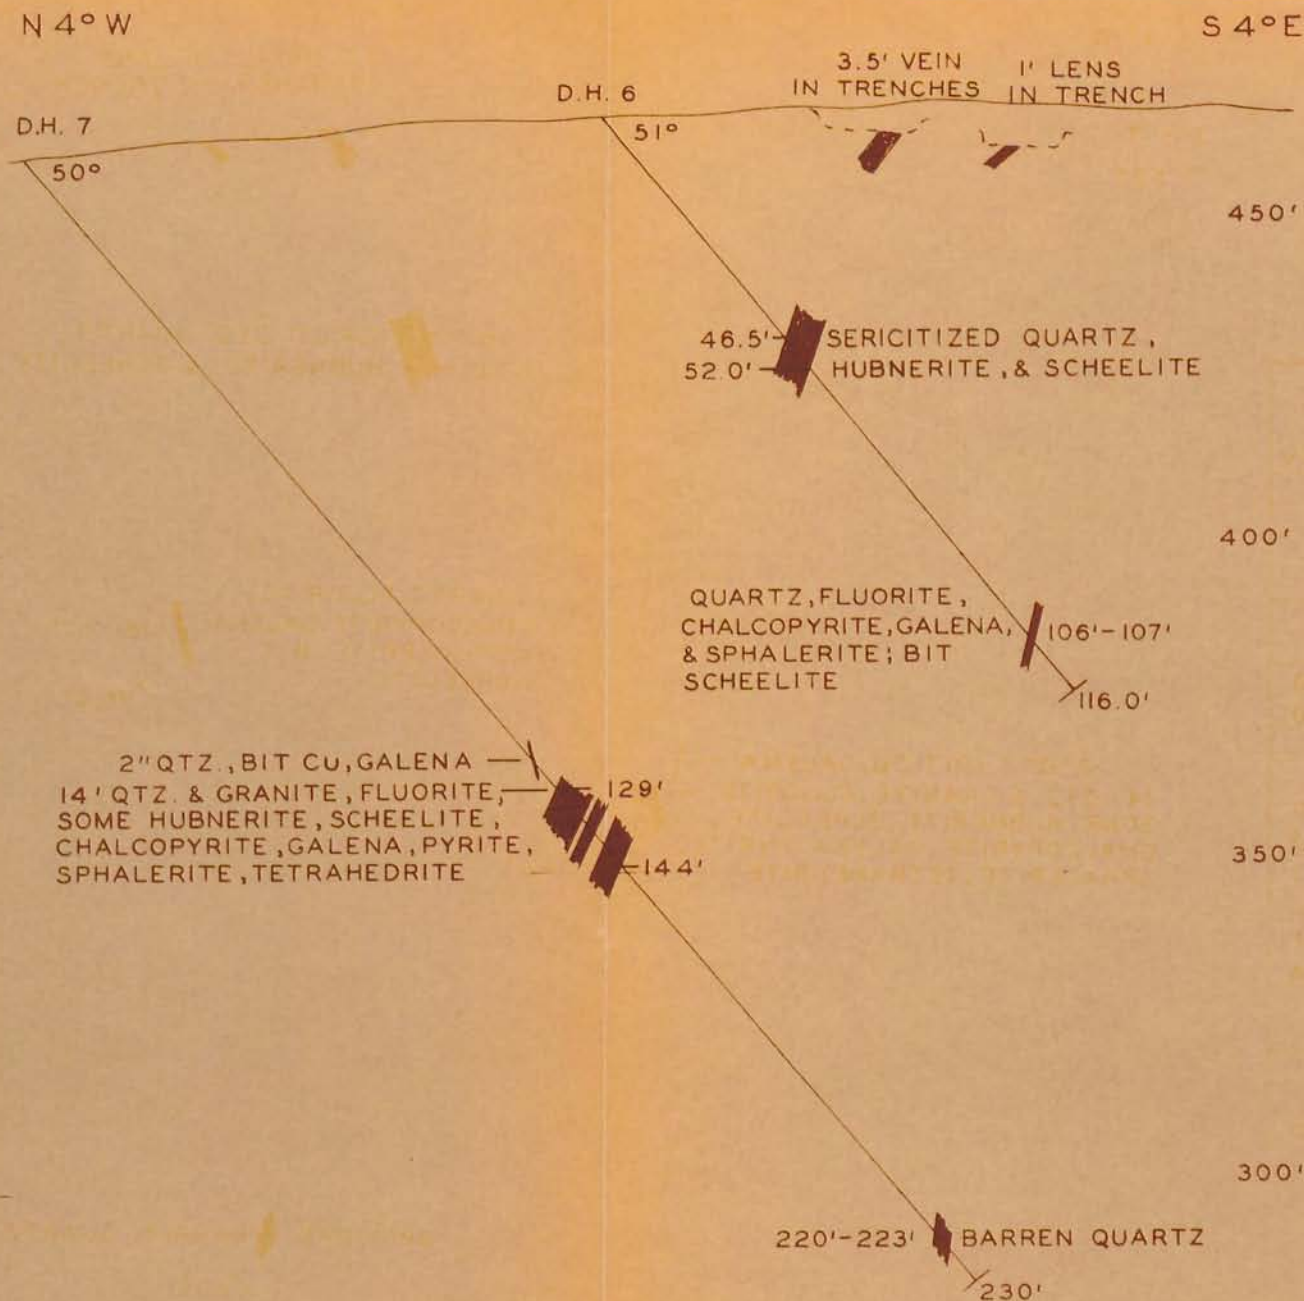 N 4° W
S 4° E
3.5' VEIN
IN TRENCHES
1' LENS
IN TRENCH
D.H. 6
D.H. 7
51°
50°
450'
46.5'
52.0'
SERICITIZED QUARTZ,
HUBNERITE, & SCHEELITE
400'
QUARTZ, FLUORITE,
CHALCOPYRITE, GALENA,
& SPHALERITE; BIT
SCHEELITE
106'-107'
116.0'
2" QTZ., BIT CU, GALENA
14' QTZ. & GRANITE, FLUORITE,
SOME HUBNERITE, SCHEELITE,
CHALCOPYRITE, GALENA, PYRITE,
SPHALERITE, TETRAHEDRITE
129'
144'
350'
300'
220'-223'
BARREN QUARTZ
230'